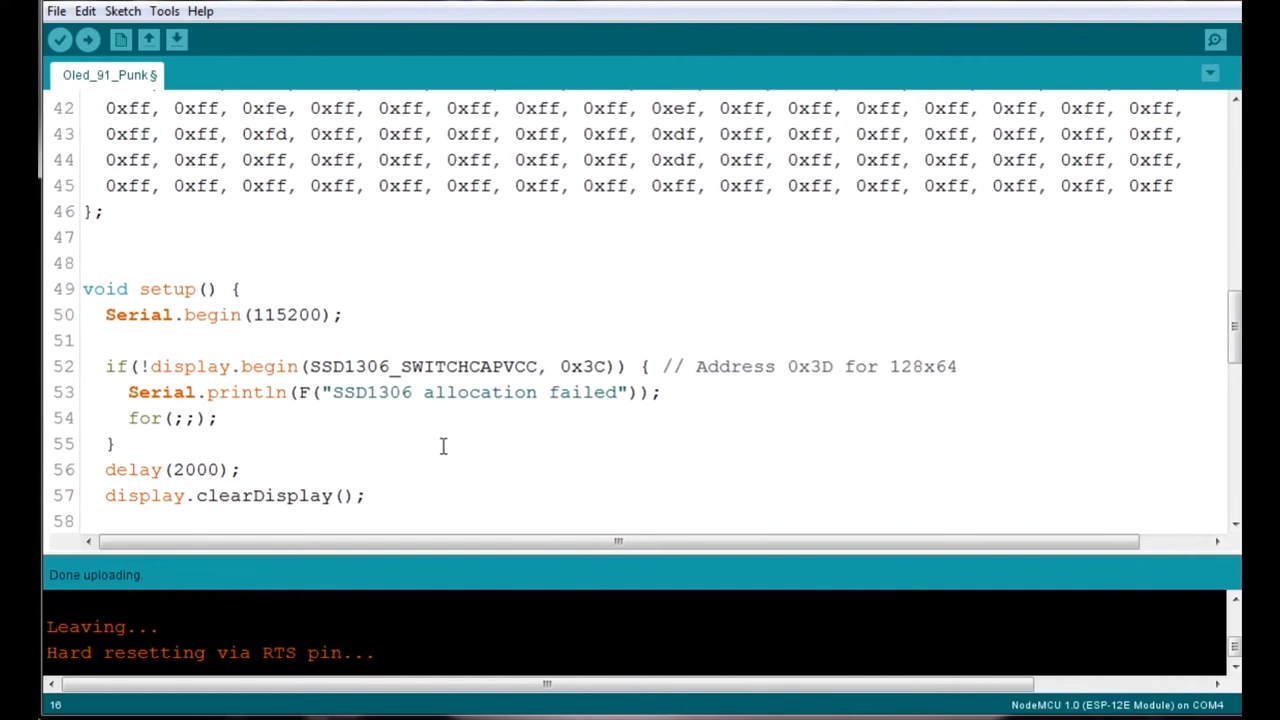 File Edit Sketch Tools Help
Oled_91_Punk§
42 0xff, 0xff, 0xfe, 0xff, 0xff, 0xff, 0xff, 0xff, 0xef, 0xff, 0xff, 0xff, 0xff, 0xff, 0xff, 0xff,
43 0xff, 0xff, 0xfd, 0xff, 0xff, 0xff, 0xff, 0xff, 0xdf, 0xff, 0xff, 0xff, 0xff, 0xff, 0xff, 0xff,
44 0xff, 0xff, 0xff, 0xff, 0xff, 0xff, 0xff, 0xff, 0xdf, 0xff, 0xff, 0xff, 0xff, 0xff, 0xff, 0xff,
45 0xff, 0xff, 0xff, 0xff, 0xff, 0xff, 0xff, 0xff, 0xff, 0xff, 0xff, 0xff, 0xff, 0xff, 0xff, 0xff
46 };
47
48
49 void setup() {
50 Serial.begin(115200);
51
52 if(!display.begin(SSD1306_SWITCHCAPVCC, 0x3C)) { // Address 0x3D for 128x64
53 Serial.println(F("SSD1306 allocation failed"));
54 for(;;);
55 }
56 delay(2000);
57 display.clearDisplay();
58
Done uploading.
Leaving...
Hard resetting via RTS pin...
16 NodeMCU 1.0 (ESP-12E Module) on COM4